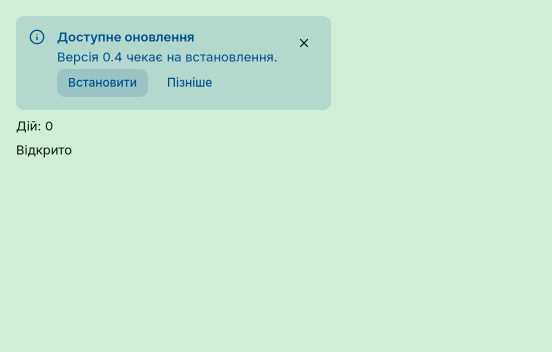 Доступне оновлення
Версія 0.4 чекає на встановлення.
Встановити Пізніше
Дій: 0
Відкрито